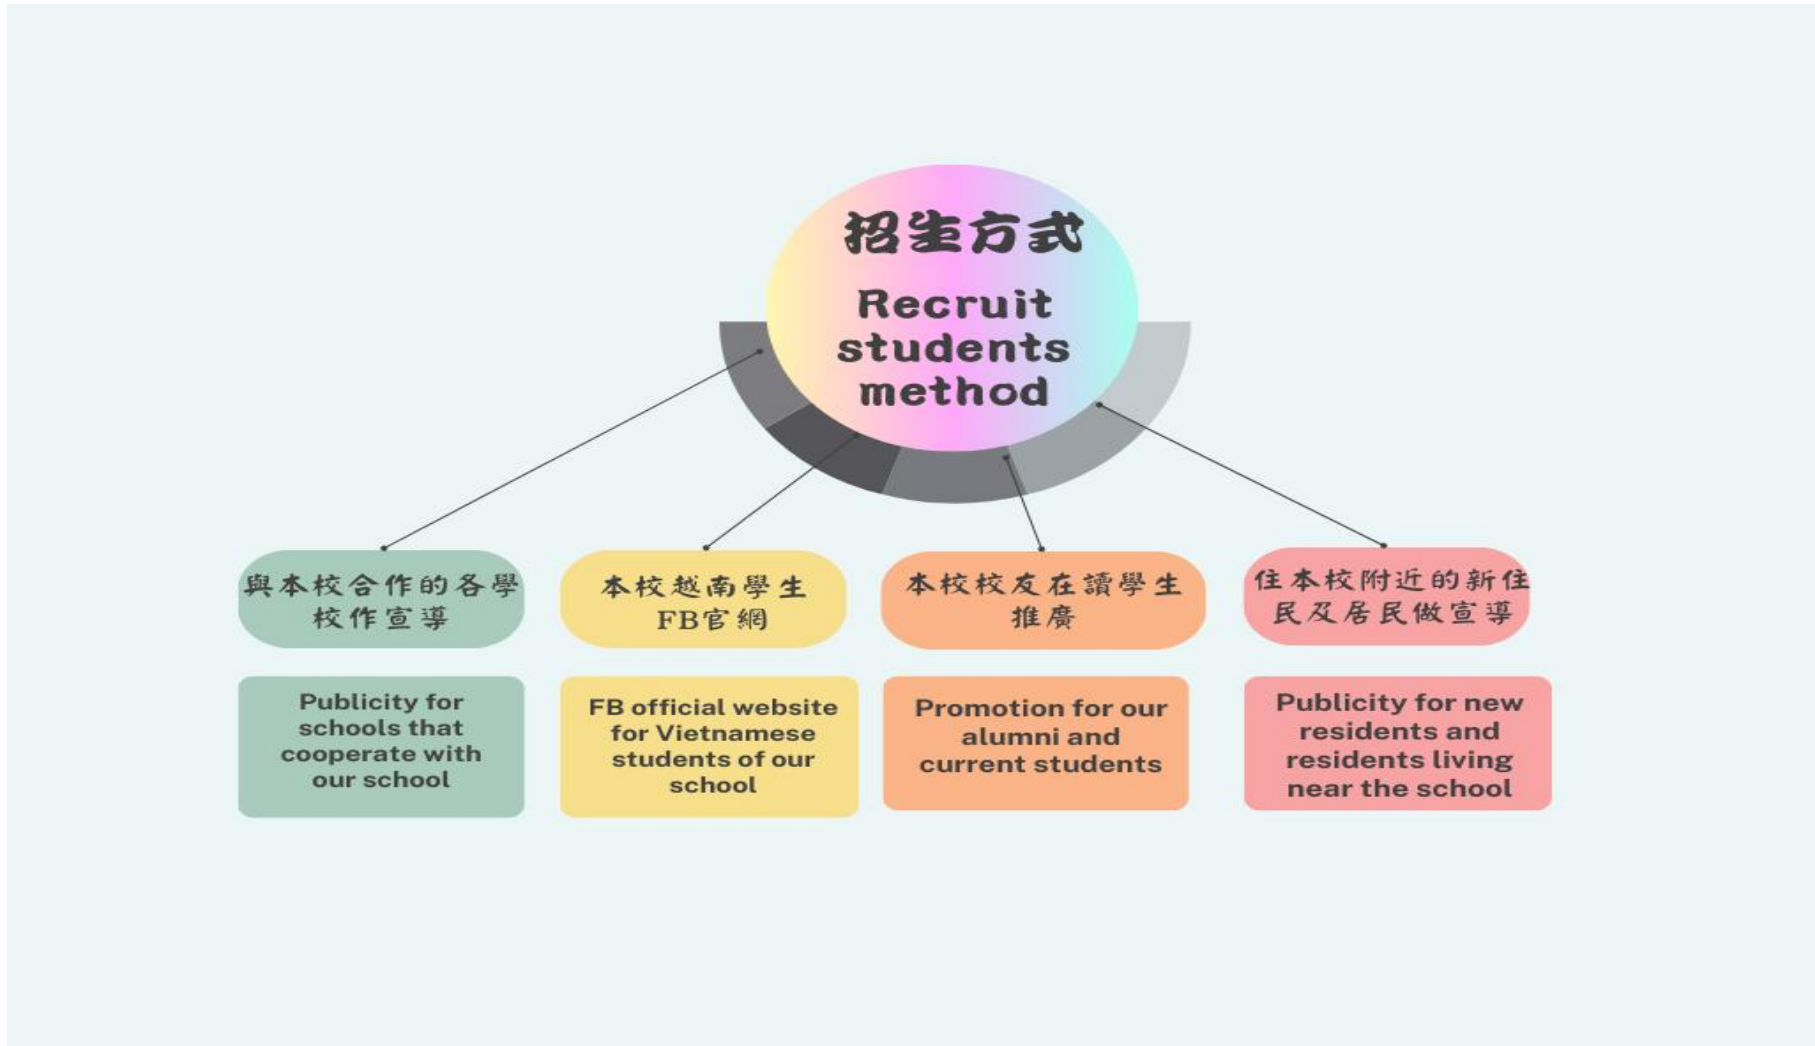 招生方式
Recruit
students
method
與本校合作的各學
校作宣導
本校越南學生
FB官網
本校校友在讀學生
推廣
住本校附近的新住
民及居民做宣導
Publicity for
schools that
cooperate with
our school
FB official website
for Vietnamese
students of our
school
Promotion for our
alumni and
current students
Publicity for new
residents and
residents living
near the school